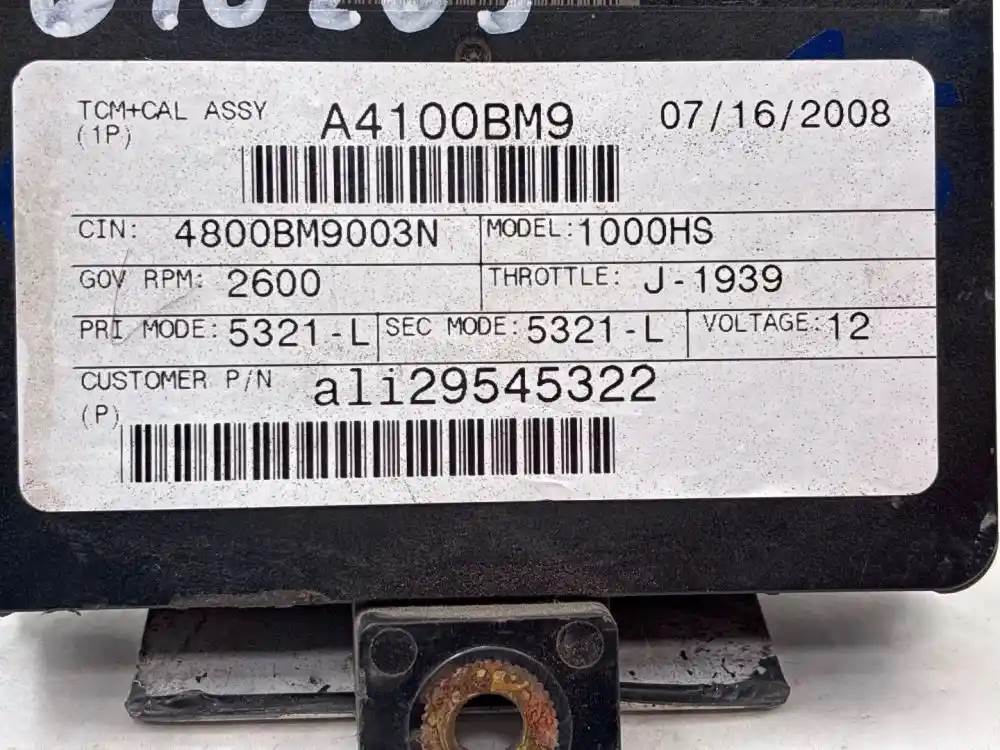 TCM+CAL ASSY A4100BM9 07/16/2008
(1P)
CIN: 4800BM9003N MODEL: 1000HS
GOV RPM: 2600 THROTTLE: J-1939
PRI MODE: 5321-L SEC MODE: 5321-L VOLTAGE: 12
CUSTOMER P/N ali29545322
(P)